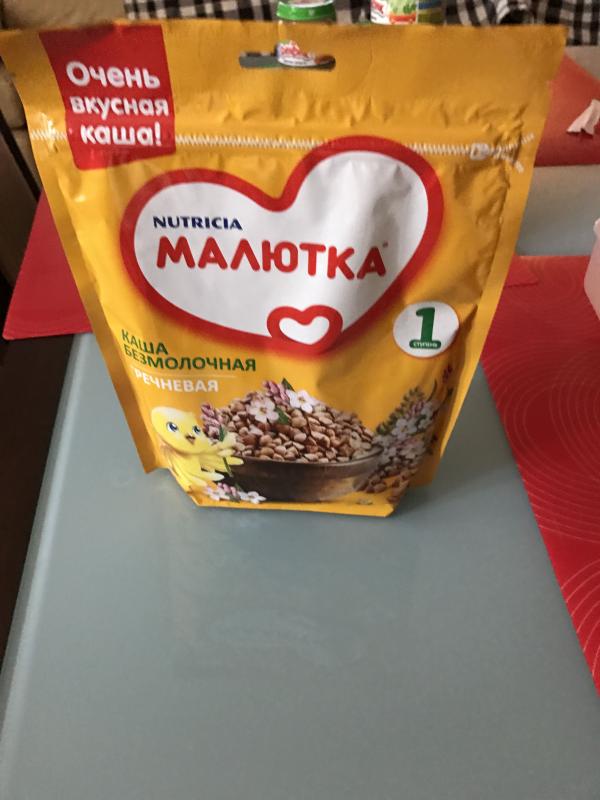 Очень
вкусная
каша!
NUTRICIA
МАЛЮТКА
1
ступень
КАША
БЕЗМОЛОЧНАЯ
ГРЕЧНЕВАЯ